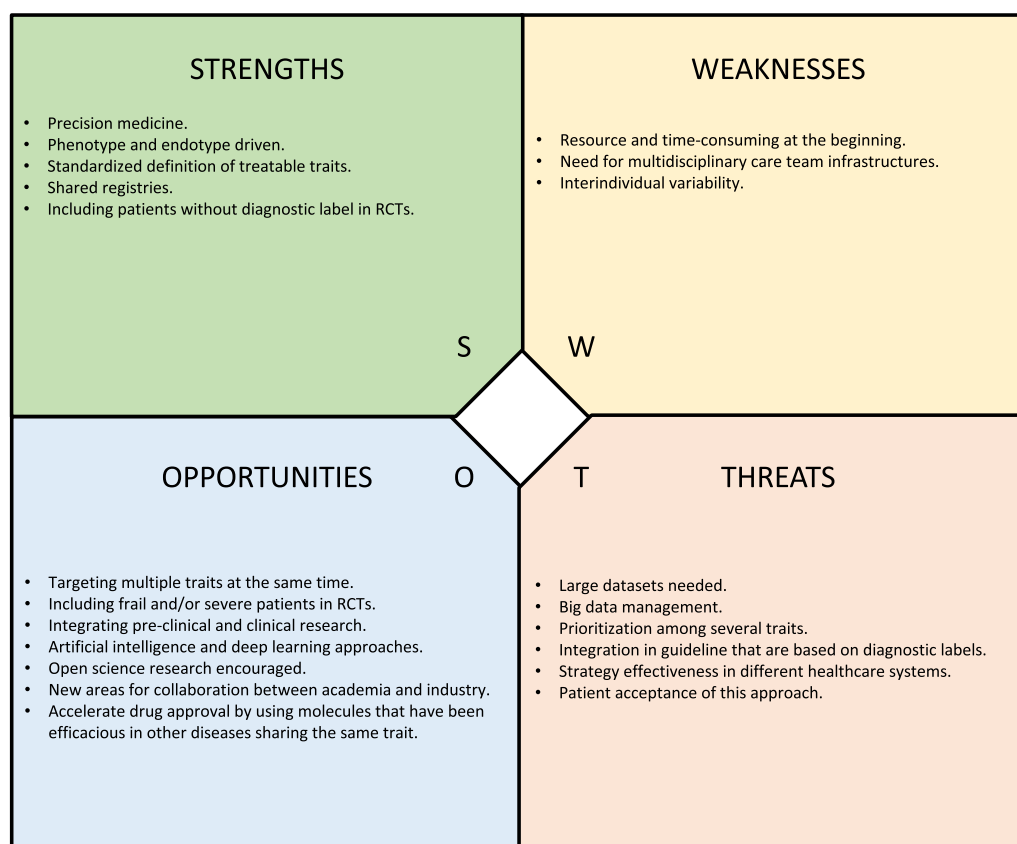 STRENGTHS
• Precision medicine.
• Phenotype and endotype driven.
• Standardized definition of treatable traits.
• Shared registries.
• Including patients without diagnostic label in RCTs.
S
WEAKNESSES
• Resource and time-consuming at the beginning.
• Need for multidisciplinary care team infrastructures.
• Interindividual variability.
W
OPPORTUNITIES
O
• Targeting multiple traits at the same time.
• Including frail and/or severe patients in RCTs.
• Integrating pre-clinical and clinical research.
• Artificial intelligence and deep learning approaches.
• Open science research encouraged.
• New areas for collaboration between academia and industry.
• Accelerate drug approval by using molecules that have been
efficacious in other diseases sharing the same trait.
T
THREATS
• Large datasets needed.
• Big data management.
• Prioritization among several traits.
• Integration in guideline that are based on diagnostic labels.
• Strategy effectiveness in different healthcare systems.
• Patient acceptance of this approach.